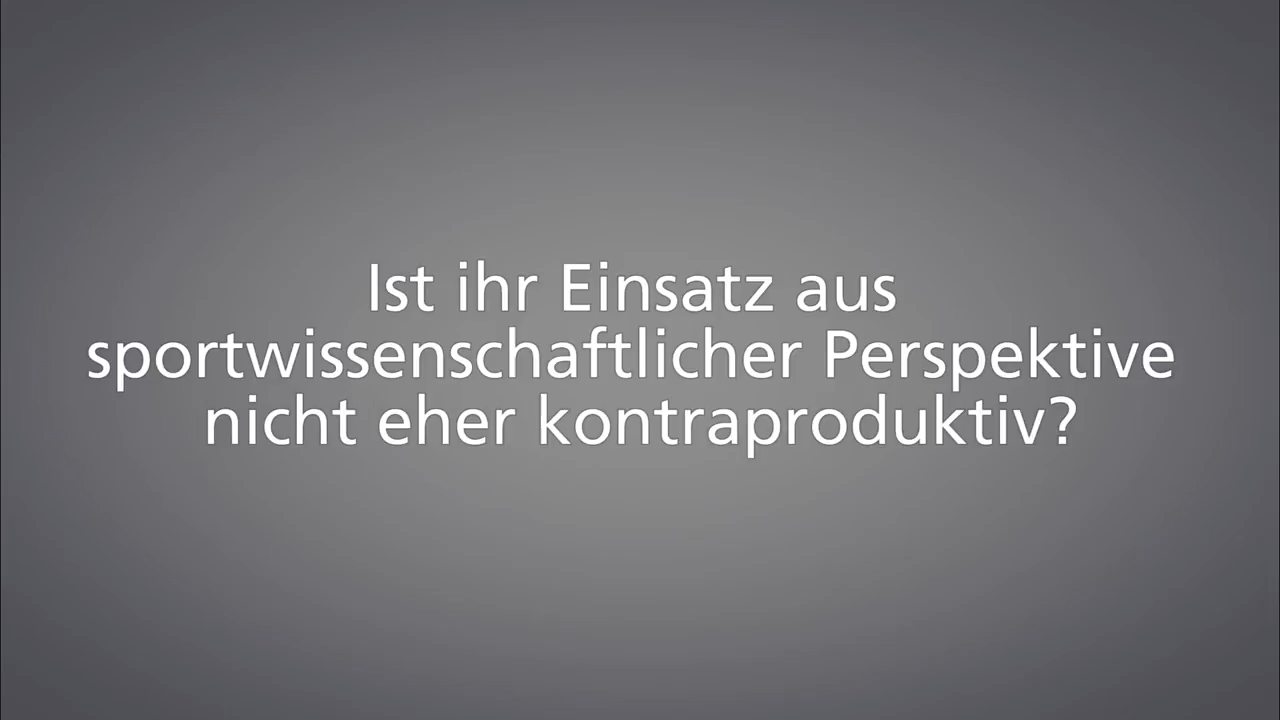 Ist ihr Einsatz aus
sportwissenschaftlicher Perspektive
nicht eher kontraproduktiv?